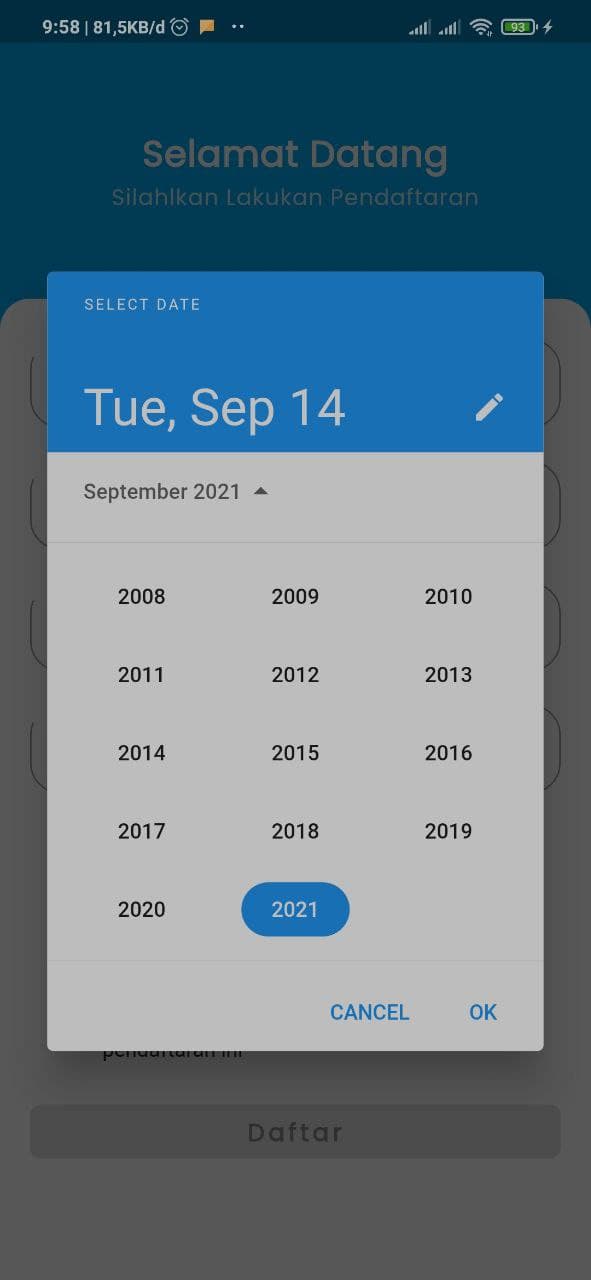 9:58 | 81,5KB/d
93
Selamat Datang
Silahlkan Lakukan Pendaftaran
SELECT DATE
Tue, Sep 14
September 2021
2008 2009 2010
2011 2012 2013
2014 2015 2016
2017 2018 2019
2020 2021
CANCEL OK
pendaftaran ini
Daftar